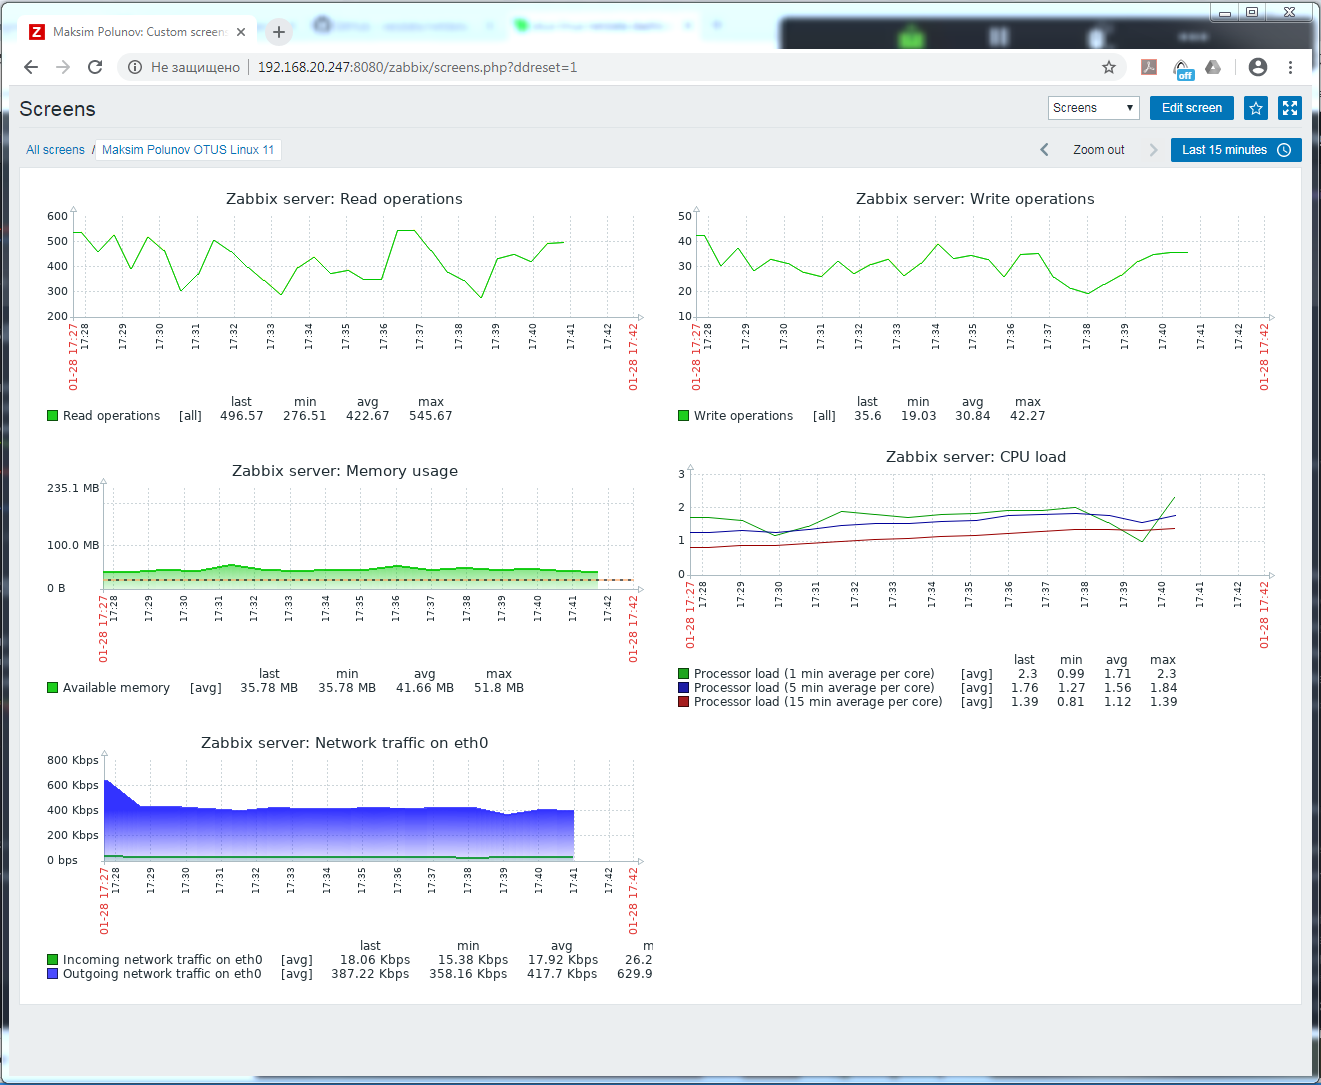 Maksim Polunov: Custom screen
Не защищено | 192.168.20.247:8080/zabbix/screens.php?ddreset=1
off
Screens
Screens
Edit screen
All screens / Maksim Polunov OTUS Linux 11
Zoom out
Last 15 minutes
Zabbix server: Read operations
600
500
400
300
200
01-28 17:27
17:28
17:29
17:30
17:31
17:32
17:33
17:34
17:35
17:36
17:37
17:38
17:39
17:40
17:41
01-28 17:42
last min avg max
Read operations [all] 496.57 276.51 422.67 545.67
Zabbix server: Write operations
50
40
30
20
10
01-28 17:27
17:28
17:29
17:30
17:31
17:32
17:33
17:34
17:35
17:36
17:37
17:38
17:39
17:40
17:41
17:42
01-28 17:42
last min avg max
Write operations [all] 35.6 19.03 30.84 42.27
Zabbix server: Memory usage
235.1 MB
100.0 MB
0 B
01-28 17:27
17:28
17:29
17:30
17:31
17:32
17:33
17:34
17:35
17:36
17:37
17:38
17:39
17:40
17:41
17:42
01-28 17:42
last min avg max
Available memory [avg] 35.78 MB 35.78 MB 41.66 MB 51.8 MB
Zabbix server: CPU load
3
2
1
0
01-28 17:27
17:28
17:29
17:30
17:31
17:32
17:33
17:34
17:35
17:36
17:37
17:38
17:39
17:40
17:41
17:42
01-28 17:42
last min avg max
Processor load (1 min average per core) [avg] 2.3 0.99 1.71 2.3
Processor load (5 min average per core) [avg] 1.76 1.27 1.56 1.84
Processor load (15 min average per core) [avg] 1.39 0.81 1.12 1.39
Zabbix server: Network traffic on eth0
800 Kbps
600 Kbps
400 Kbps
200 Kbps
0 bps
01-28 17:27
17:28
17:29
17:30
17:31
17:32
17:33
17:34
17:35
17:36
17:37
17:38
17:39
17:40
17:41
17:42
01-28 17:42
last min avg m
Incoming network traffic on eth0 [avg] 18.06 Kbps 15.38 Kbps 17.92 Kbps 26.2
Outgoing network traffic on eth0 [avg] 387.22 Kbps 358.16 Kbps 417.7 Kbps 629.9